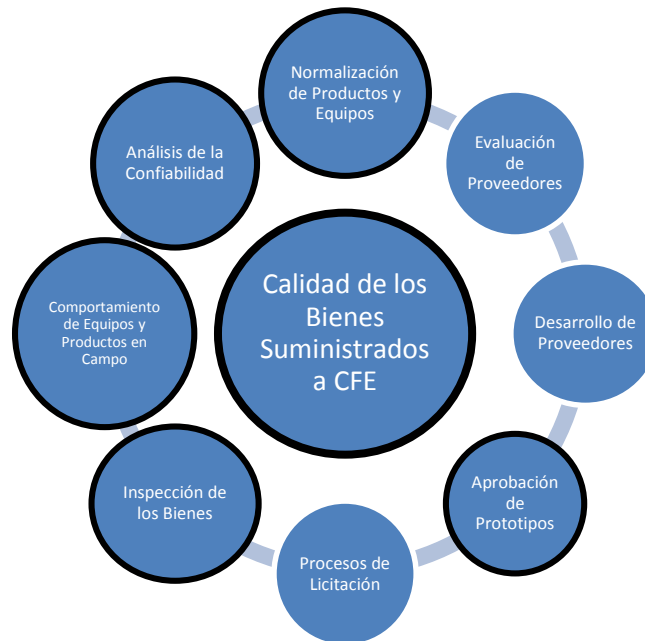 Normalización
de Productos y
Equipos
Evaluación
de
Proveedores
Desarrollo de
Proveedores
Aprobación
de
Prototipos
Procesos de
Licitación
Inspección de
los Bienes
Comportamiento
de Equipos y
Productos en
Campo
Análisis de la
Confiabilidad
Calidad de los
Bienes
Suministrados
a CFE